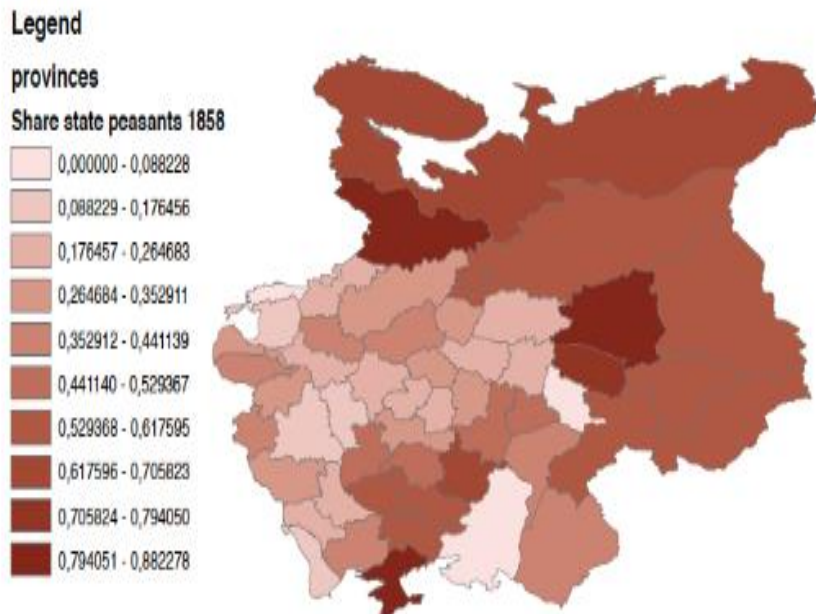 Legend
provinces
Share state peasants 1858
0,000000 - 0,088228
0,088229 - 0,176456
0,176457 - 0,264683
0,264684 - 0,352911
0,352912 - 0,441139
0,441140 - 0,529367
0,529368 - 0,617595
0,617596 - 0,705823
0,705824 - 0,794050
0,794051 - 0,882278